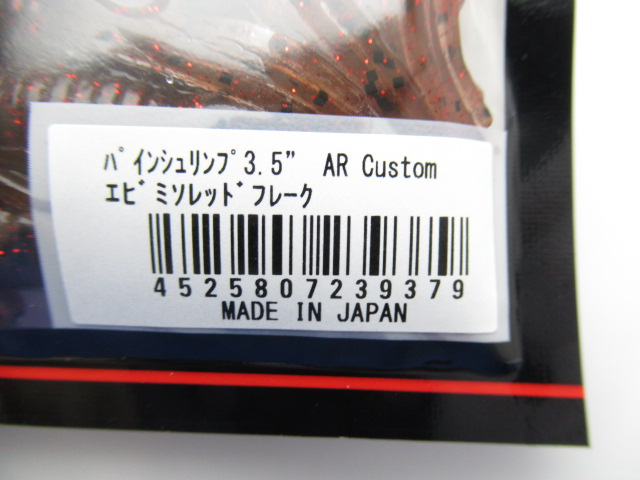 ﾊﾟｲﾝシュリンﾌﾟ3.5” AR Custom
エﾋﾞミソレッﾄﾞフレーク
4525807239379
MADE IN JAPAN